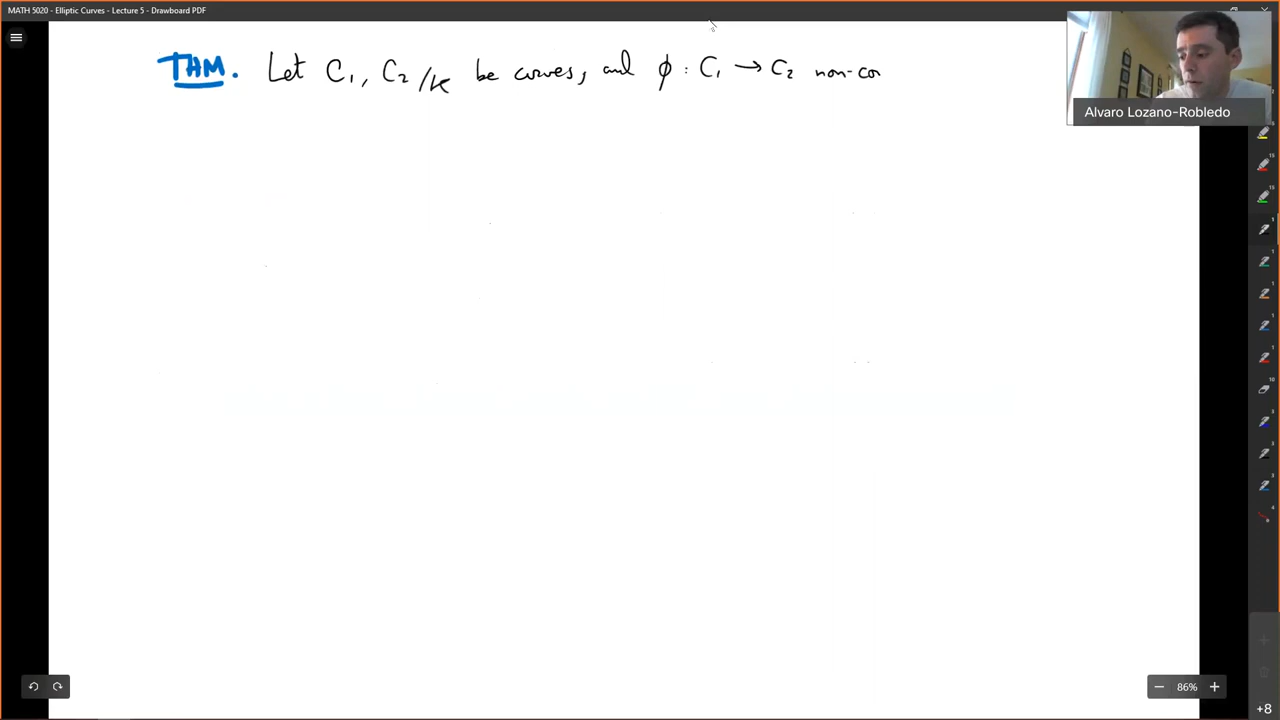 MATH 5020 - Elliptic Curves - Lecture 5 - Drawboard PDF
THM. Let C₁, C₂/K be curves, and ϕ : C₁ → C₂ non-con
Alvaro Lozano-Robledo
86%
+8